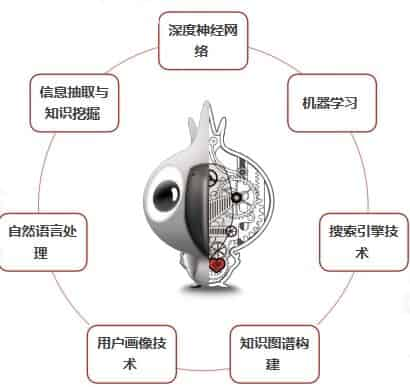 深度神经网
络
机器学习
搜索引擎技
术
知识图谱构
建
用户画像技
术
自然语言处
理
信息抽取与
知识挖掘